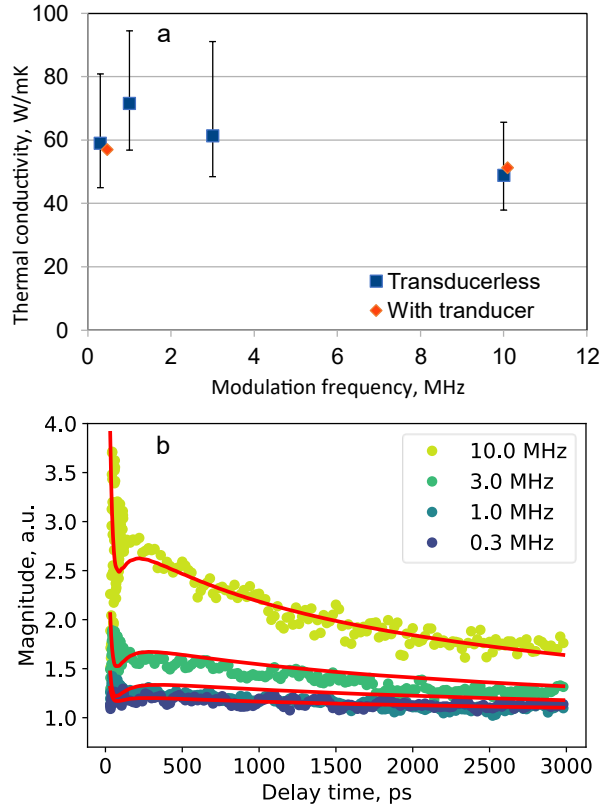 a
100
80
60
40
20
0
Thermal conductivity, W/mK
Transducerless
With tranducer
0 2 4 6 8 10 12
Modulation frequency, MHz
b
4.0
3.5
3.0
2.5
2.0
1.5
1.0
Magnitude, a.u.
10.0 MHz
3.0 MHz
1.0 MHz
0.3 MHz
0 500 1000 1500 2000 2500 3000
Delay time, ps